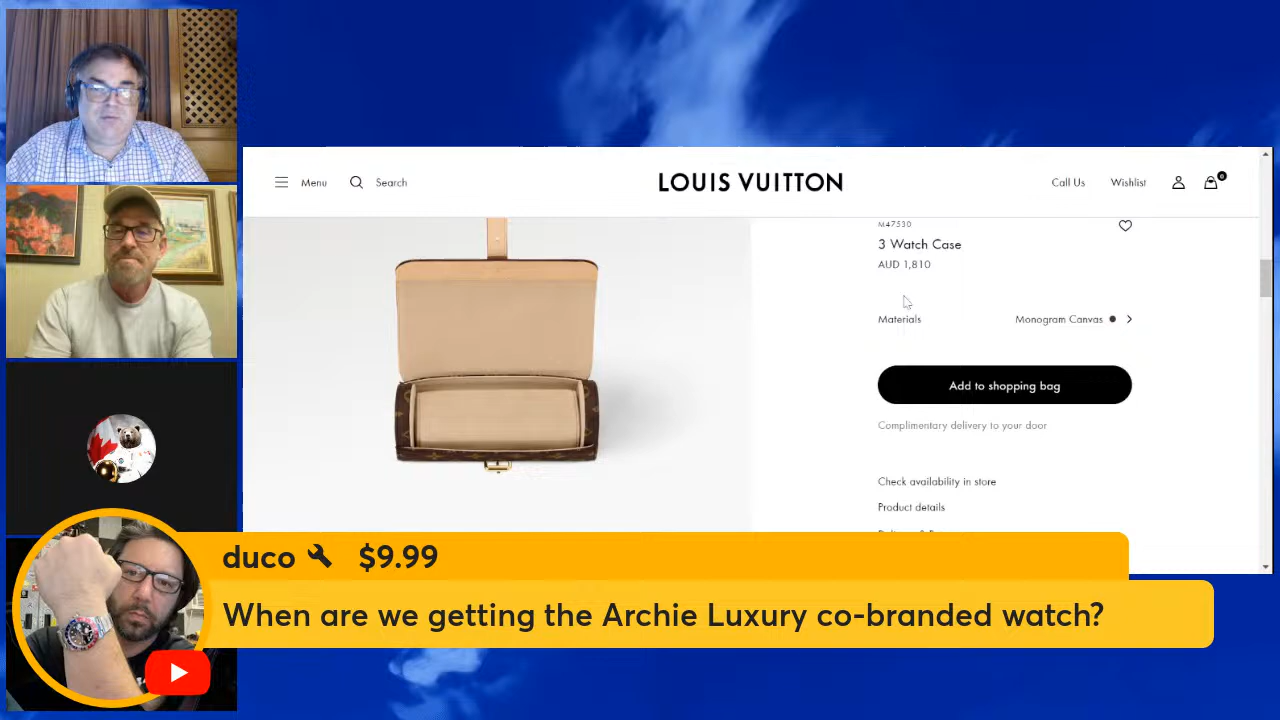 Menu
Search
LOUIS VUITTON
Call Us
Wishlist
0
M47530
3 Watch Case
AUD 1,810
Materials
Monogram Canvas
Add to shopping bag
Complimentary delivery to your door
Check availability in store
Product details
duco $9.99
When are we getting the Archie Luxury co-branded watch?